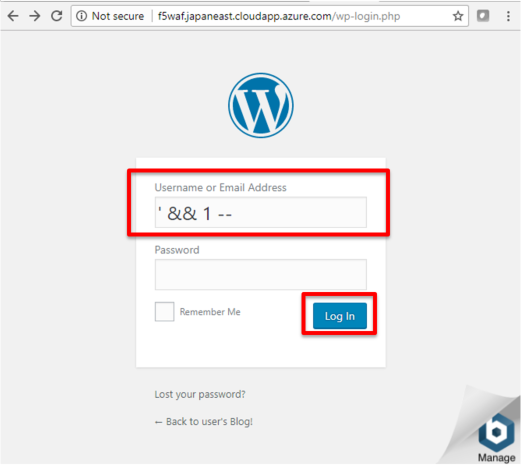 Not secure | f5waf.japaneast.cloudapp.azure.com/wp-login.php
Username or Email Address
' && 1 --
Password
Remember Me
Log In
Lost your password?
← Back to user's Blog!
Manage